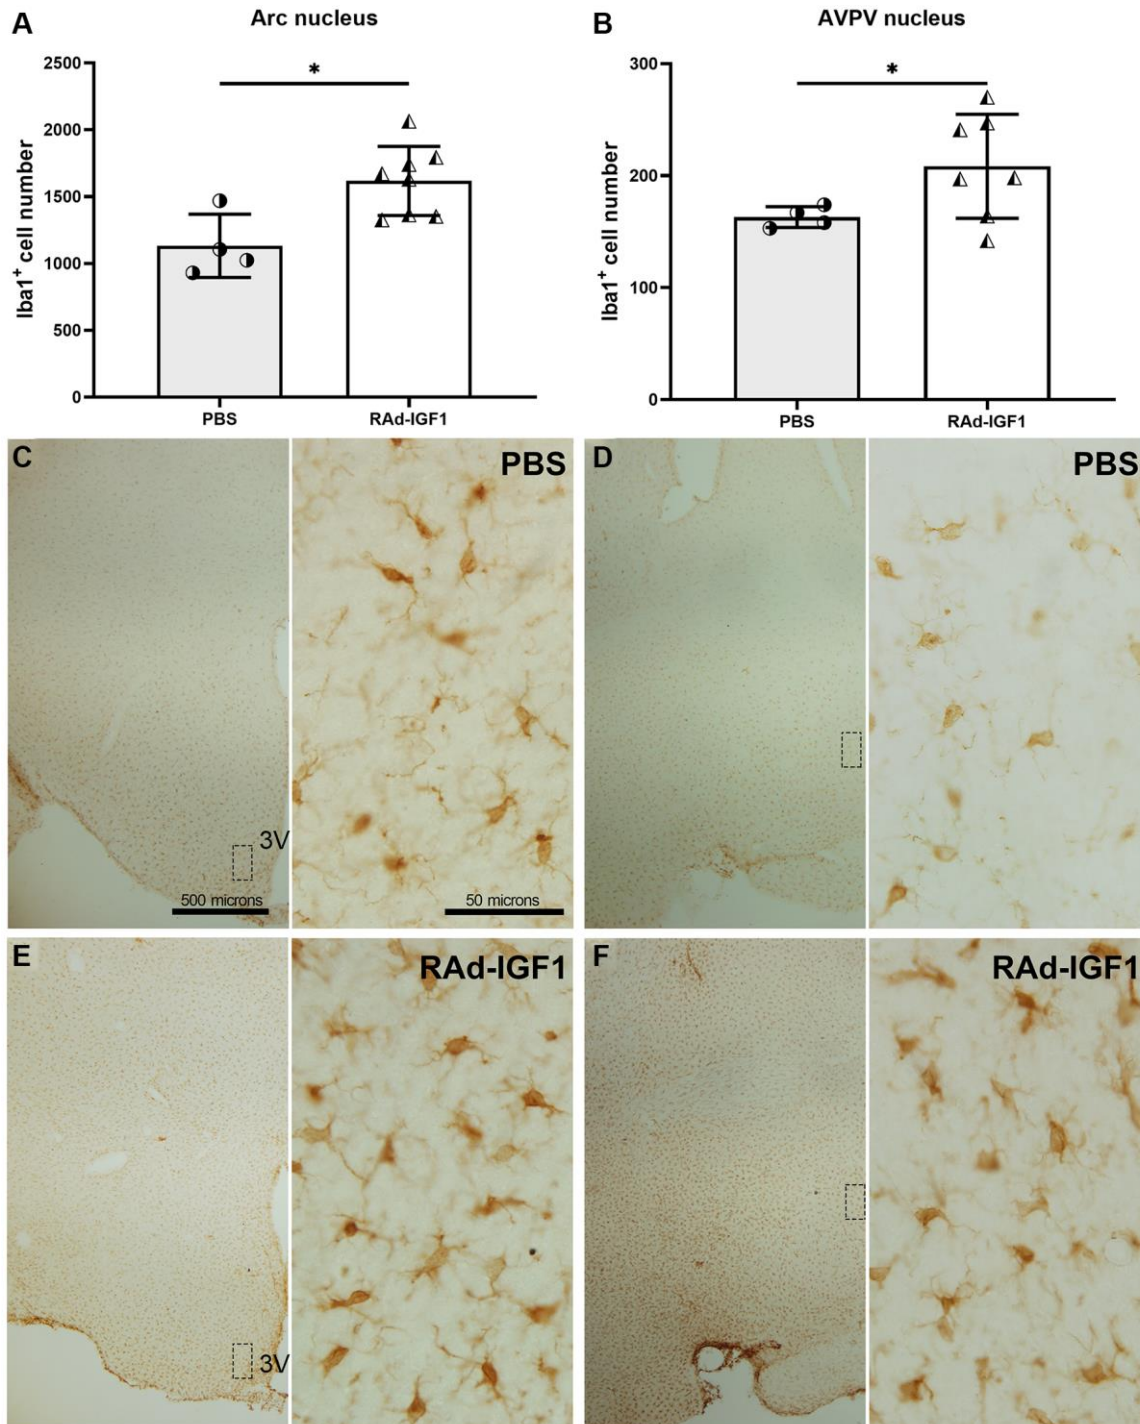 A
Arc nucleus
Iba1⁺ cell number
2500
2000
1500
1000
500
0
*
PBS
RAd-IGF1
B
AVPV nucleus
Iba1⁺ cell number
300
200
100
0
*
PBS
RAd-IGF1
C
PBS
3V
500 microns
50 microns
D
PBS
E
RAd-IGF1
3V
F
RAd-IGF1